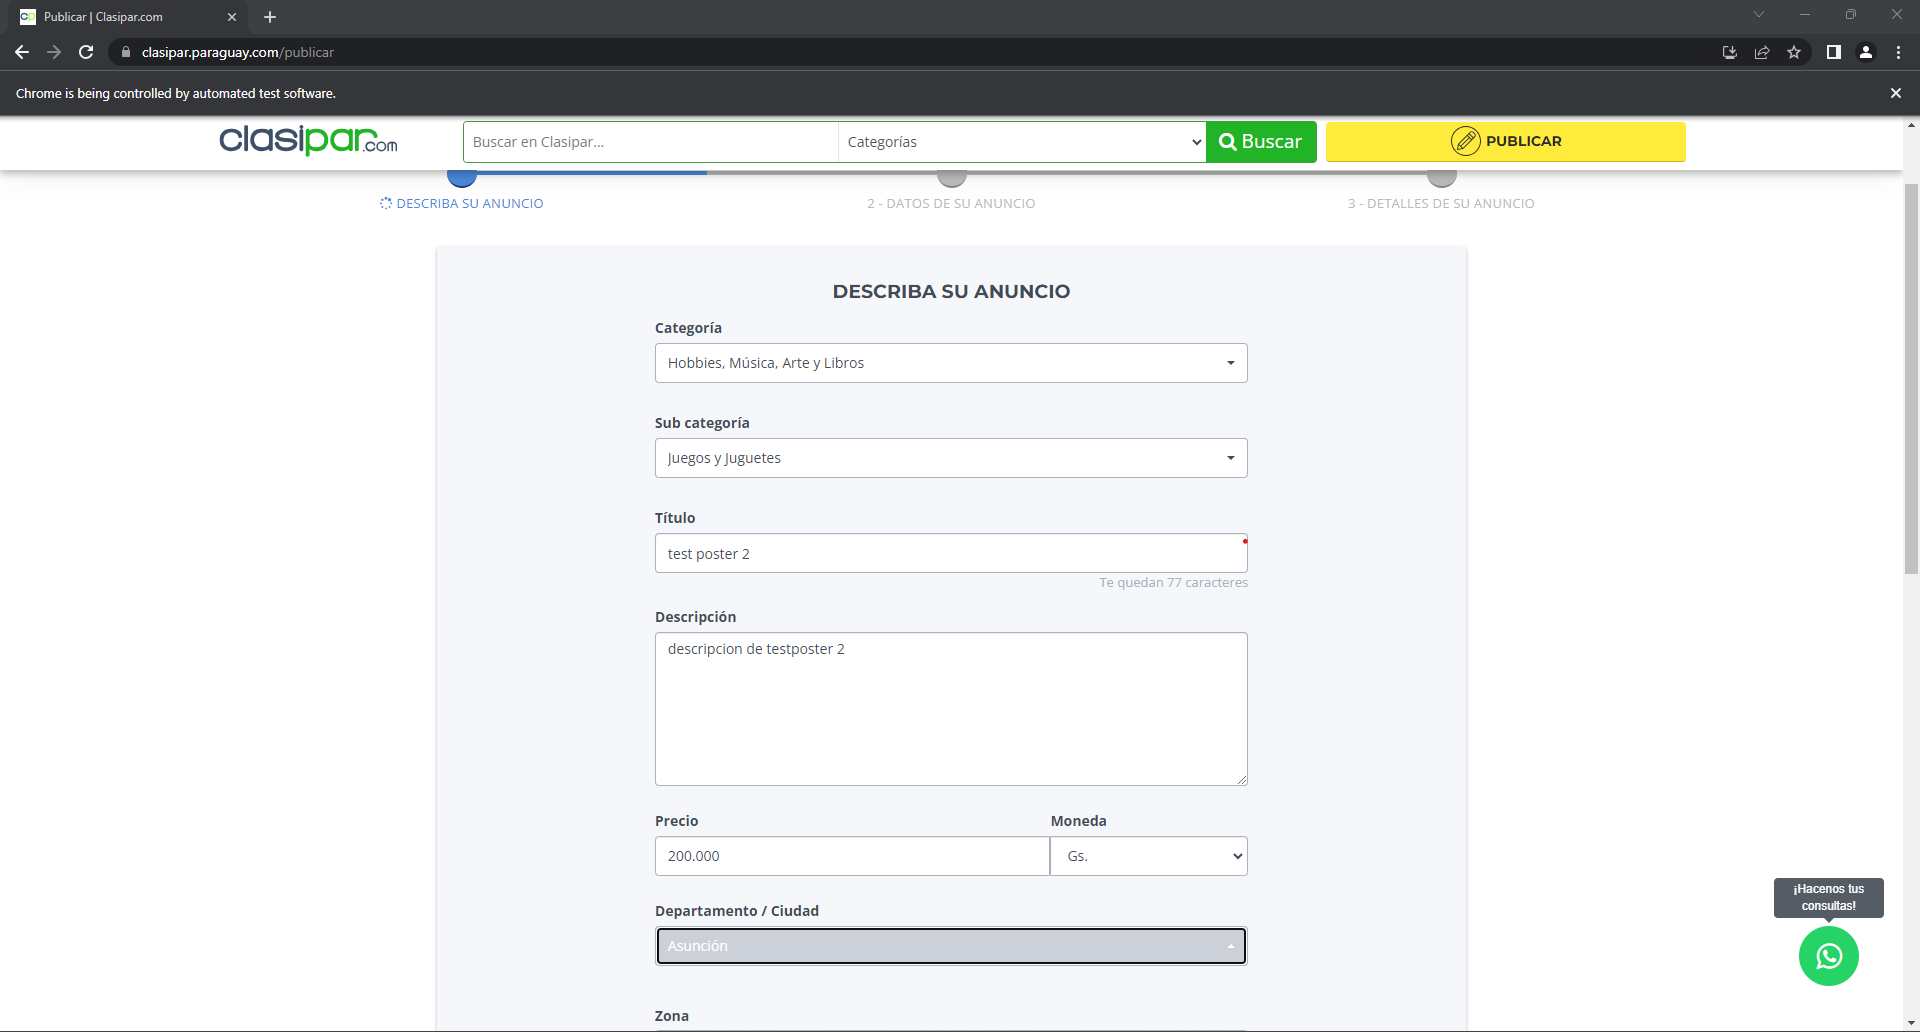 Publicar | Clasipar.com
clasipar.paraguay.com/publicar
Chrome is being controlled by automated test software.
clasipar.com
Buscar en Clasipar...
Categorías
Buscar
PUBLICAR
DESCRIBA SU ANUNCIO
2 - DATOS DE SU ANUNCIO
3 - DETALLES DE SU ANUNCIO
DESCRIBA SU ANUNCIO
Categoría
Hobbies, Música, Arte y Libros
Sub categoría
Juegos y Juguetes
Título
test poster 2
Te quedan 77 caracteres
Descripción
descripcion de testposter 2
Precio
Moneda
200.000
Gs.
Departamento / Ciudad
Asunción
¡Hacenos tus
consultas!
Zona